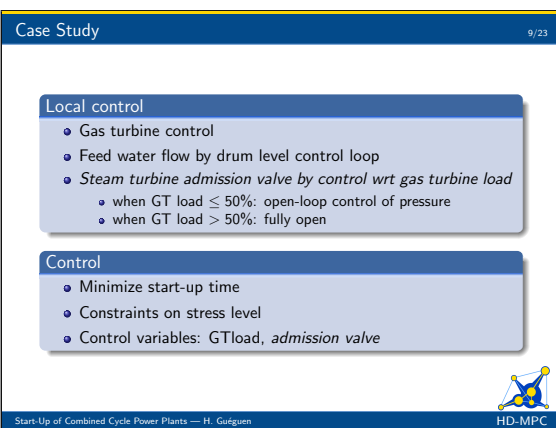 Case Study
9/23
Local control
Gas turbine control
Feed water flow by drum level control loop
Steam turbine admission valve by control wrt gas turbine load
when GT load ≤ 50%: open-loop control of pressure
when GT load > 50%: fully open
Control
Minimize start-up time
Constraints on stress level
Control variables: GTload, admission valve
Start-Up of Combined Cycle Power Plants — H. Guéguen
HD-MPC